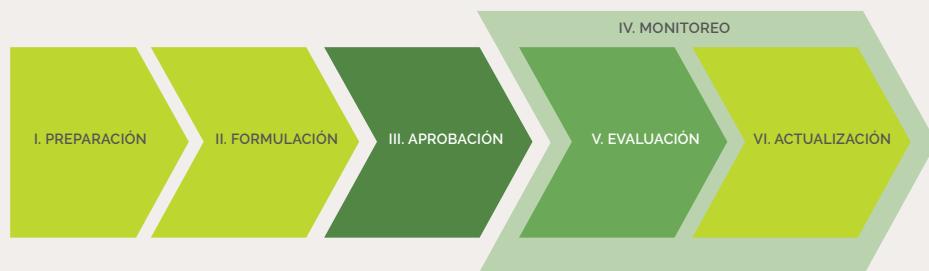 IV. MONITOREO
I. PREPARACIÓN
II. FORMULACIÓN
III. APROBACIÓN
V. EVALUACIÓN
VI. ACTUALIZACIÓN